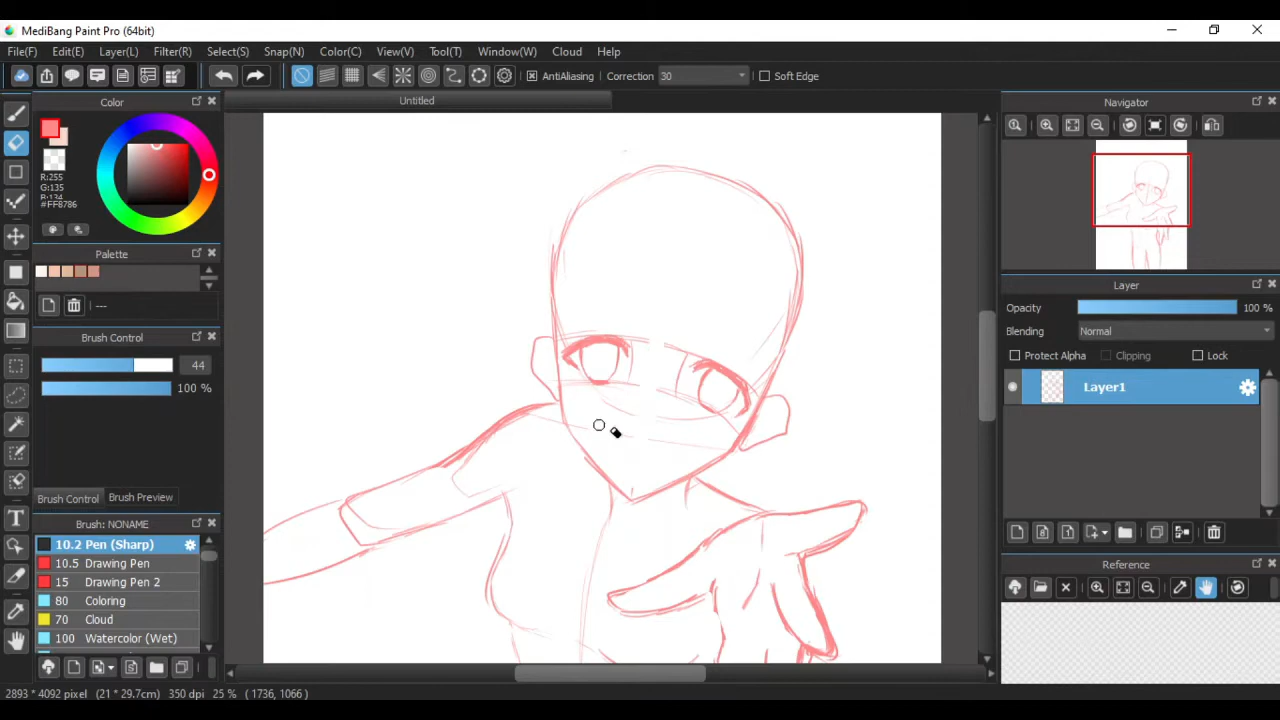 MediBang Paint Pro (64bit)
File(F) Edit(E) Layer(L) Filter(R) Select(S) Snap(N) Color(C) View(V) Tool(T) Window(W) Cloud Help
AntiAliasing Correction 30 Soft Edge
Color
Untitled
Navigator
R:255
G:135
B:134
#FF8786
Palette
---
Brush Control
44
100 %
Brush Control Brush Preview
Brush: NONAME
10.2 Pen (Sharp)
10.5 Drawing Pen
15 Drawing Pen 2
80 Coloring
70 Cloud
100 Watercolor (Wet)
Layer
Opacity 100 %
Blending Normal
Protect Alpha Clipping Lock
Layer1
Reference
2893 * 4092 pixel (21 * 29.7cm) 350 dpi 25 % ( 1736, 1066 )